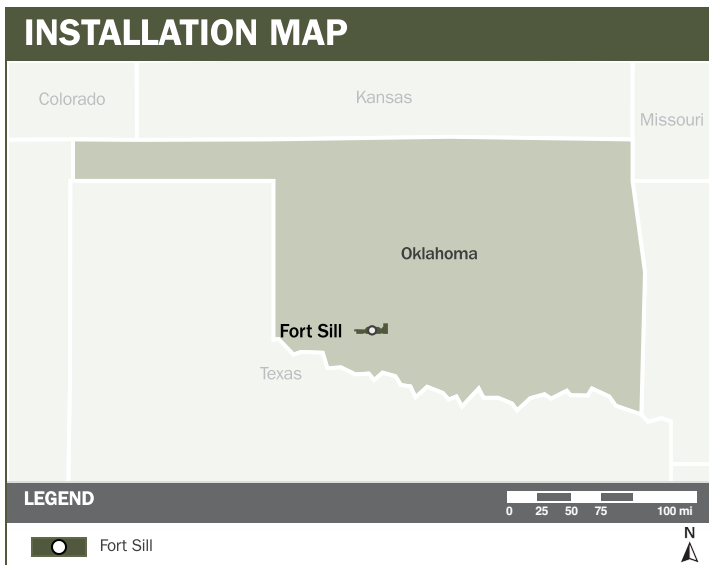 INSTALLATION MAP
Colorado
Kansas
Missouri
Oklahoma
Fort Sill
Texas
LEGEND
0 25 50 75 100 mi
Fort Sill
N